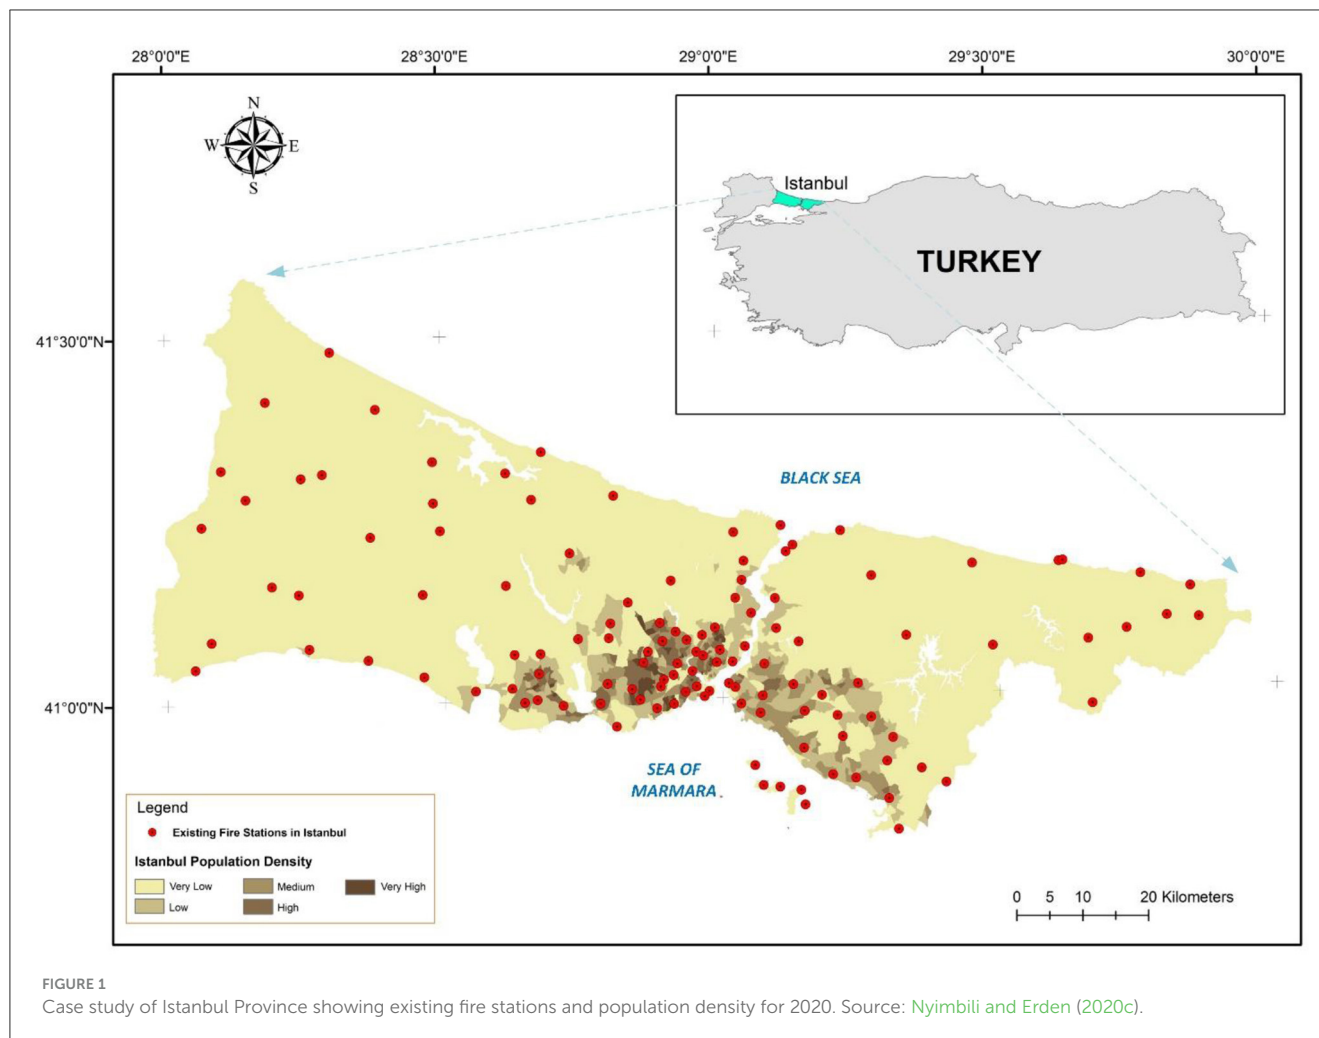 28°0'0"E
28°30'0"E
29°0'0"E
29°30'0"E
30°0'0"E
N
W
E
S
Istanbul
TURKEY
41°30'0"N
BLACK SEA
41°0'0"N
SEA OF
MARMARA
Legend
Existing Fire Stations in Istanbul
Istanbul Population Density
Very Low
Medium
Very High
Low
High
0 5 10 20 Kilometers
FIGURE 1
Case study of Istanbul Province showing existing fire stations and population density for 2020. Source: Nyimbili and Erden (2020c).